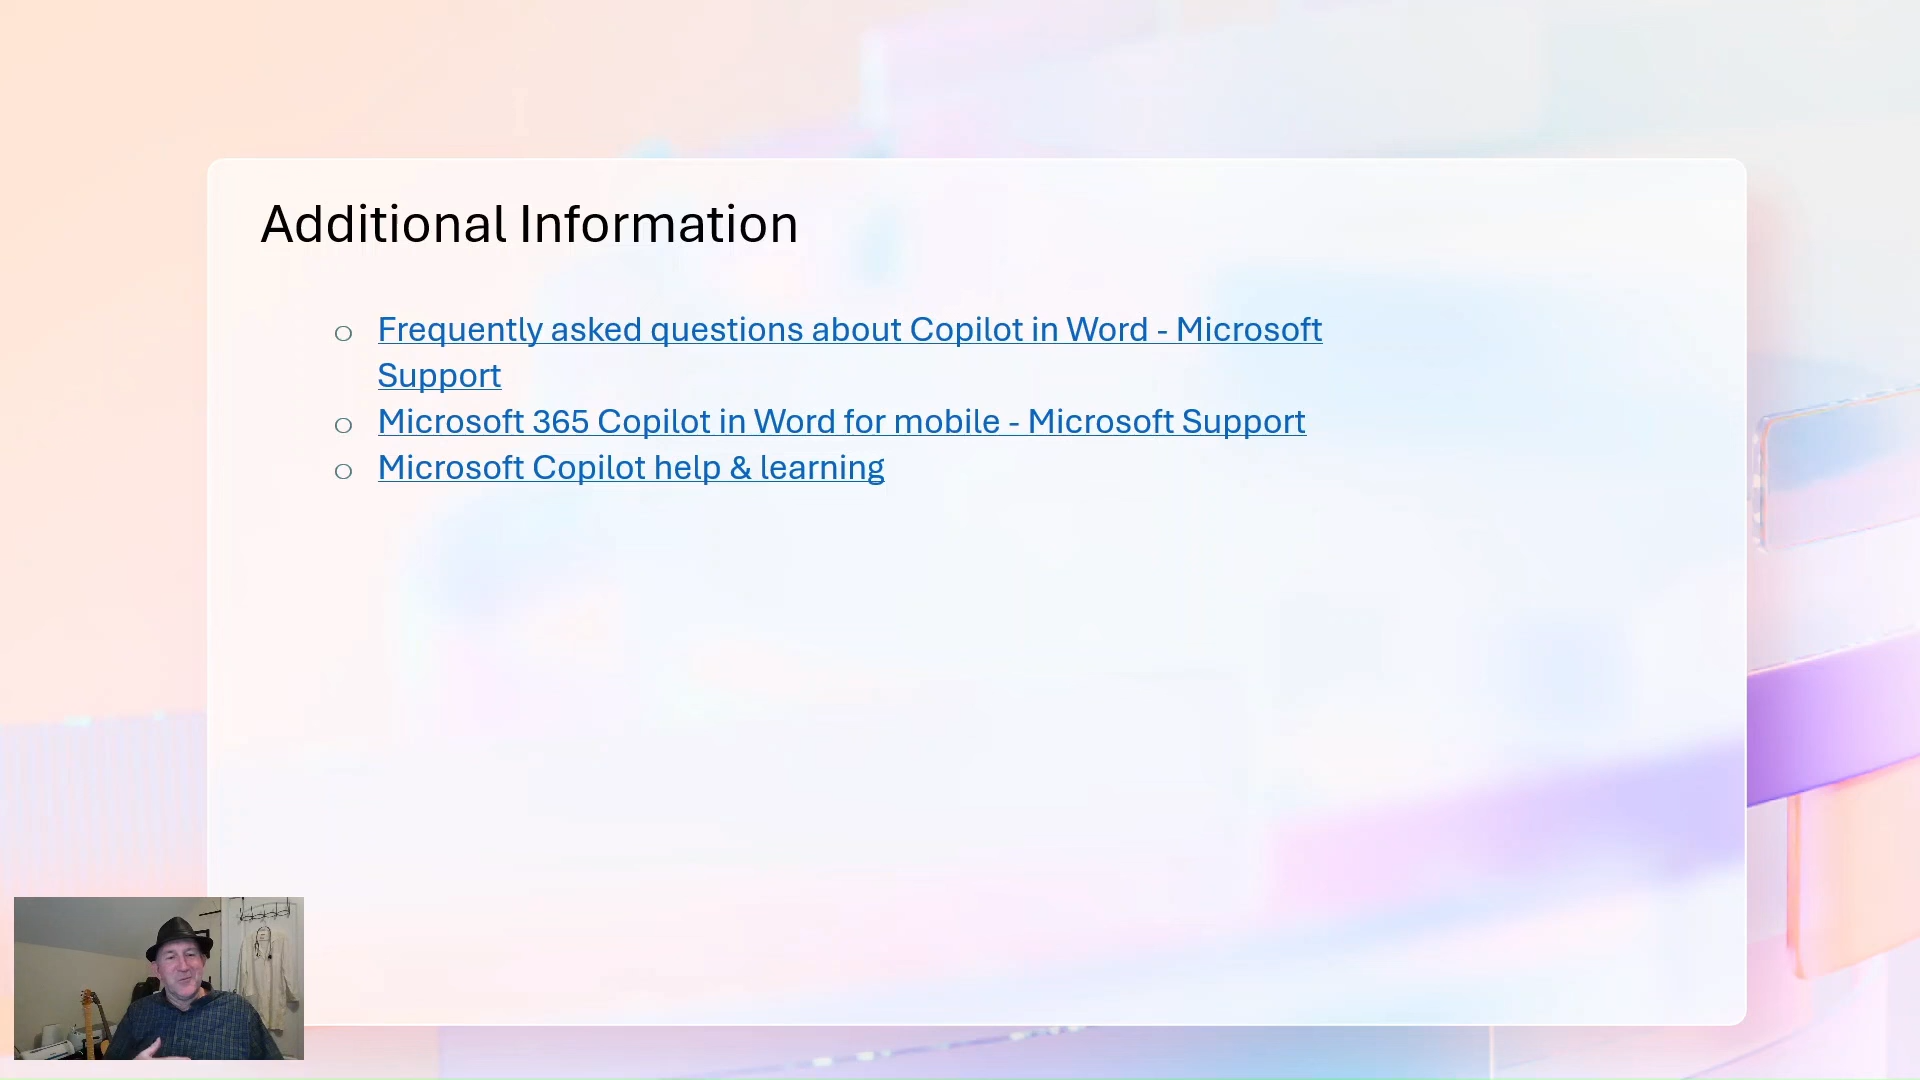 Additional Information
Frequently asked questions about Copilot in Word - Microsoft
Support
Microsoft 365 Copilot in Word for mobile - Microsoft Support
Microsoft Copilot help & learning